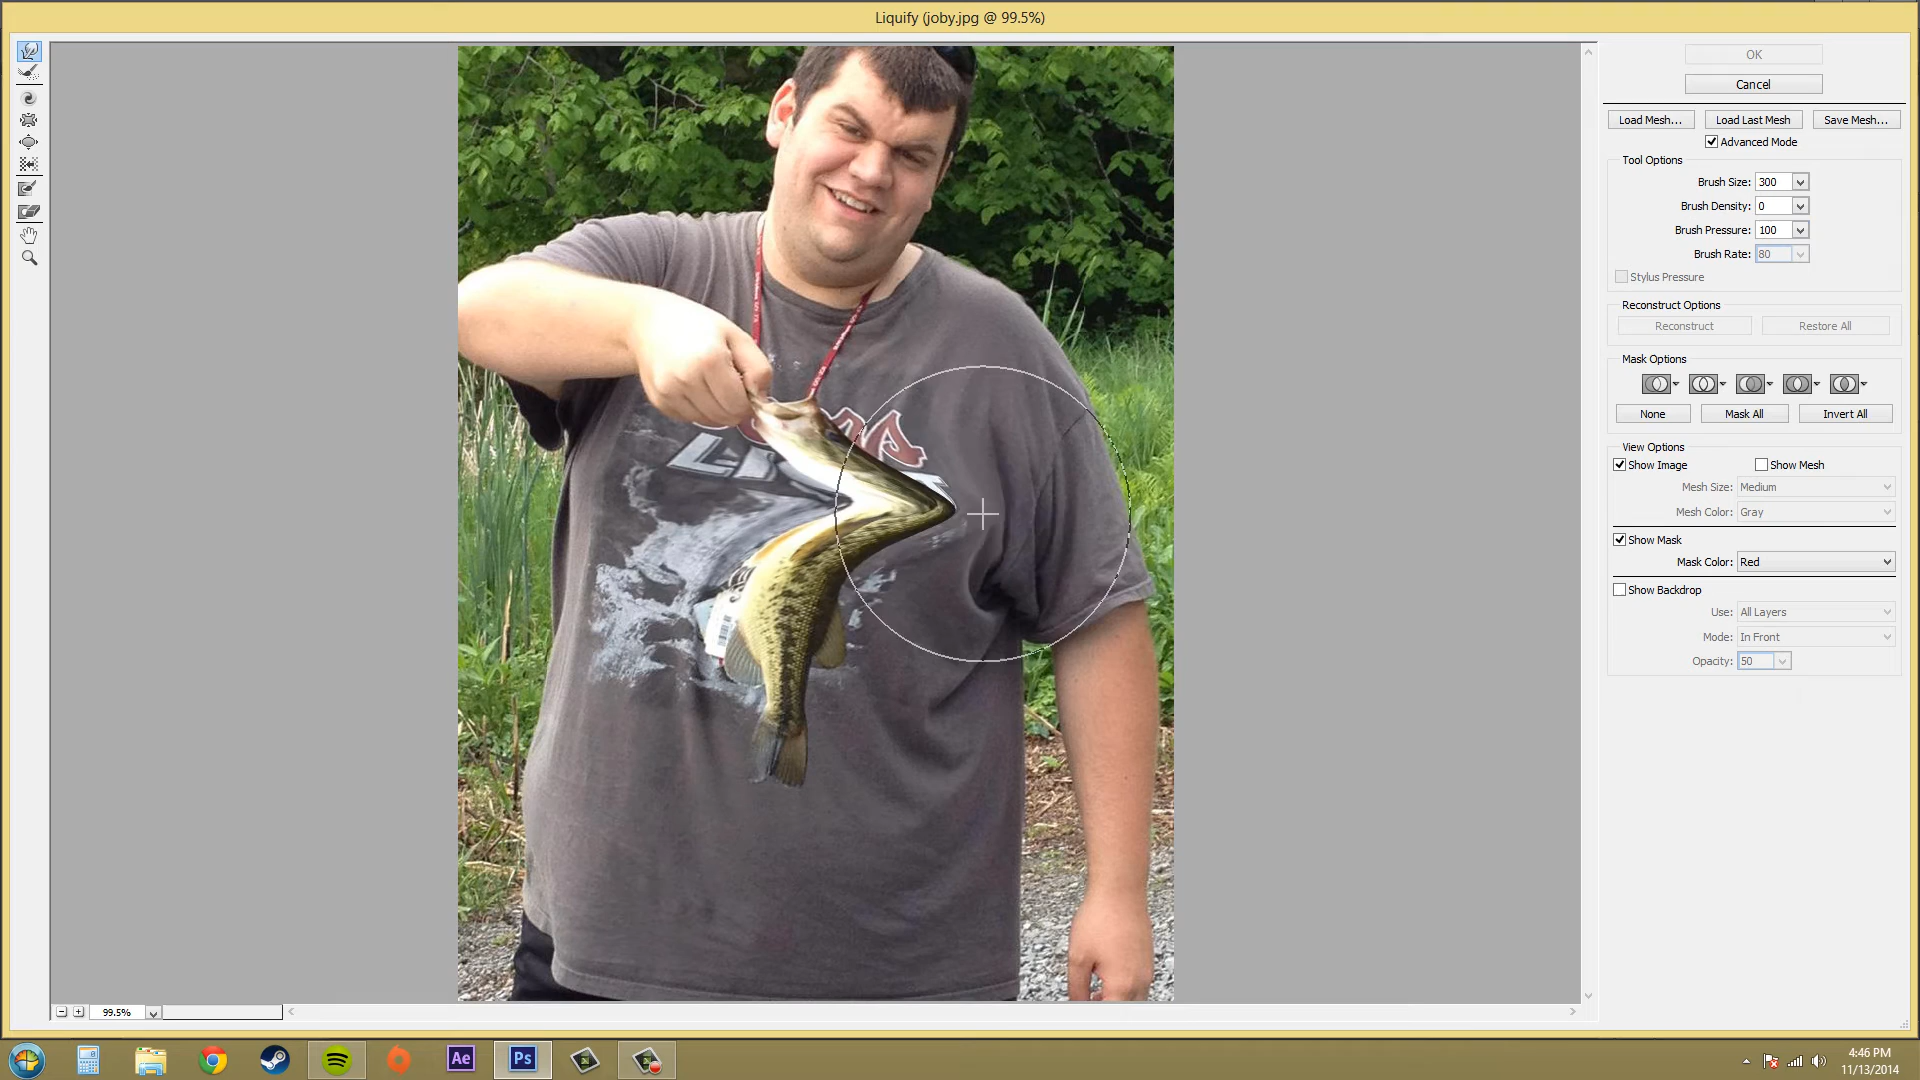 Liquify (joby.jpg @ 99.5%)
OK
Cancel
Load Mesh...
Load Last Mesh
Save Mesh...
Advanced Mode
Tool Options
Brush Size: 300
Brush Density: 0
Brush Pressure: 100
Brush Rate: 80
Stylus Pressure
Reconstruct Options
Reconstruct
Restore All
Mask Options
None
Mask All
Invert All
View Options
Show Image
Show Mesh
Mesh Size: Medium
Mesh Color: Gray
Show Mask
Mask Color: Red
Show Backdrop
Use: All Layers
Mode: In Front
Opacity: 50
99.5%
Ae
Ps
4:46 PM
11/13/2014